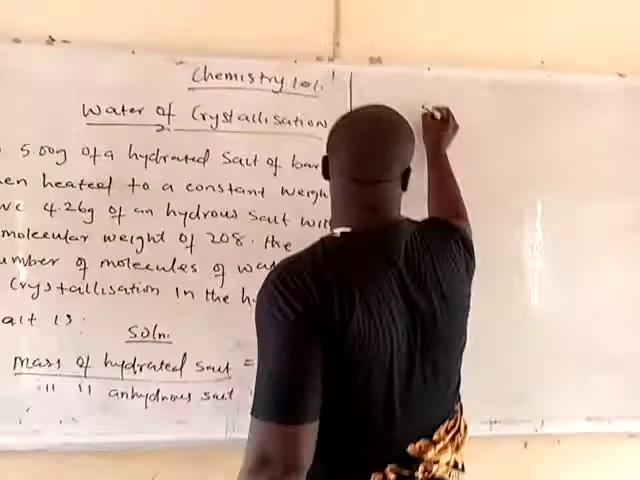 Chemistry 101
Water of Crystallisation
5.00g of a hydrated salt of bar
en heated to a constant weigh
4.26g of an hydrous salt wit
molecular weight of 208. the
umber of molecules of wat
Crystallisation in the h
alt is:
Soln.
Mass of hydrated salt =
" " anhydrous salt